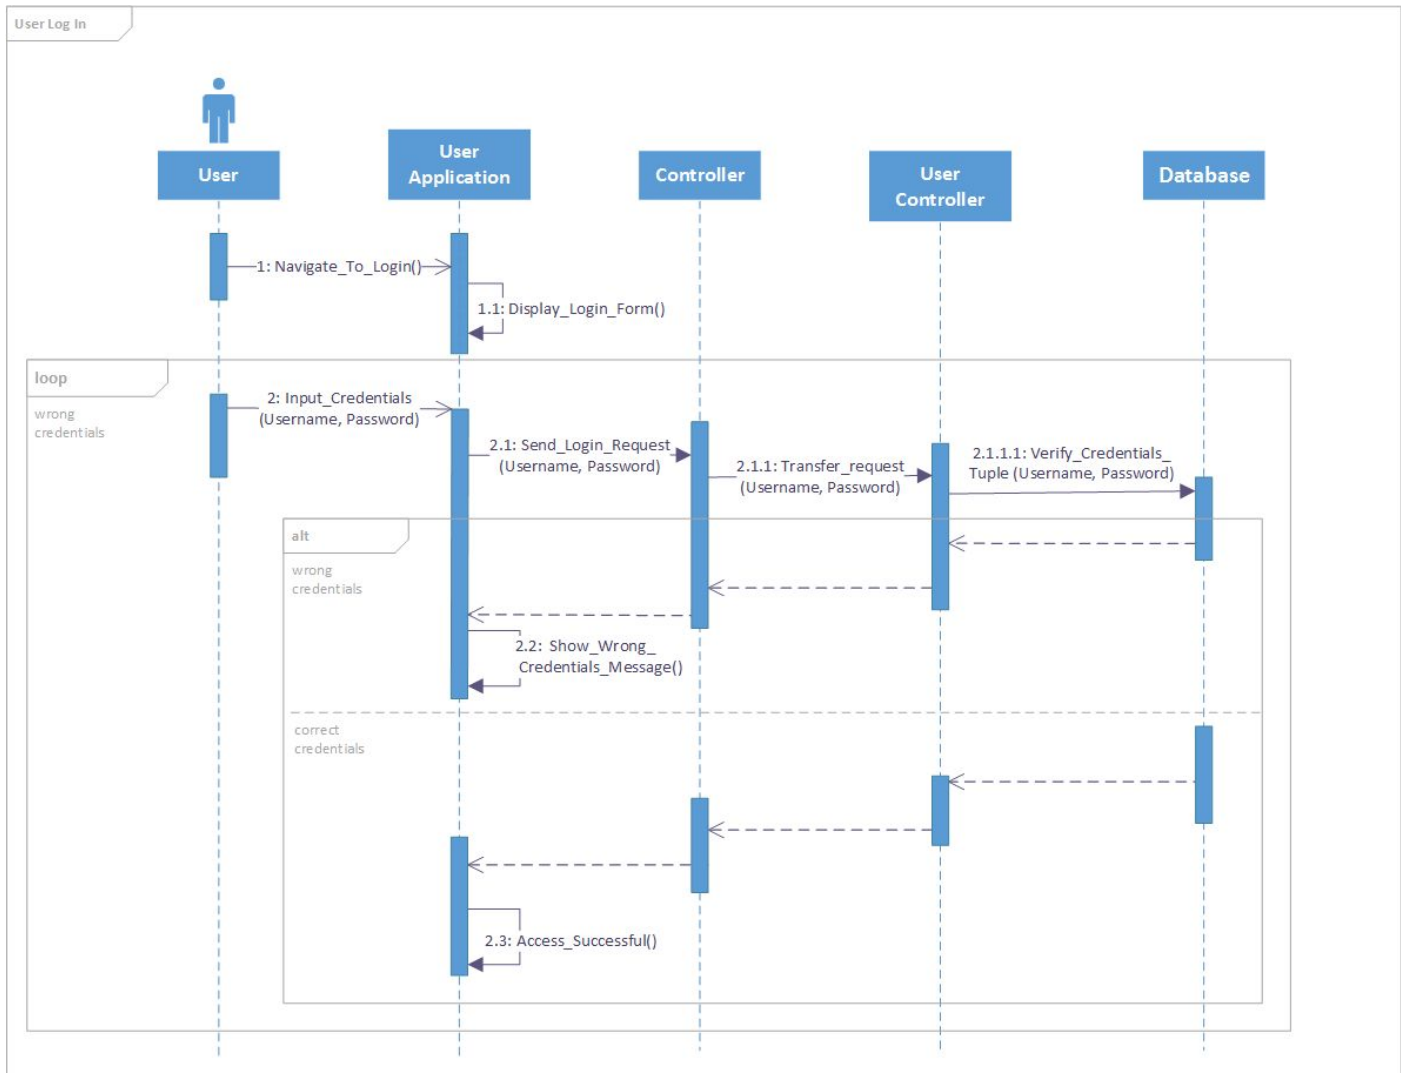 User Log In
User
User
Application
Controller
User
Controller
Database
1: Navigate_To_Login()
1.1: Display_Login_Form()
loop
wrong
credentials
2: Input_Credentials
(Username, Password)
2.1: Send_Login_Request
(Username, Password)
2.1.1: Transfer_request
(Username, Password)
2.1.1.1: Verify_Credentials_
Tuple (Username, Password)
alt
wrong
credentials
2.2: Show_Wrong_
Credentials_Message()
correct
credentials
2.3: Access_Successful()